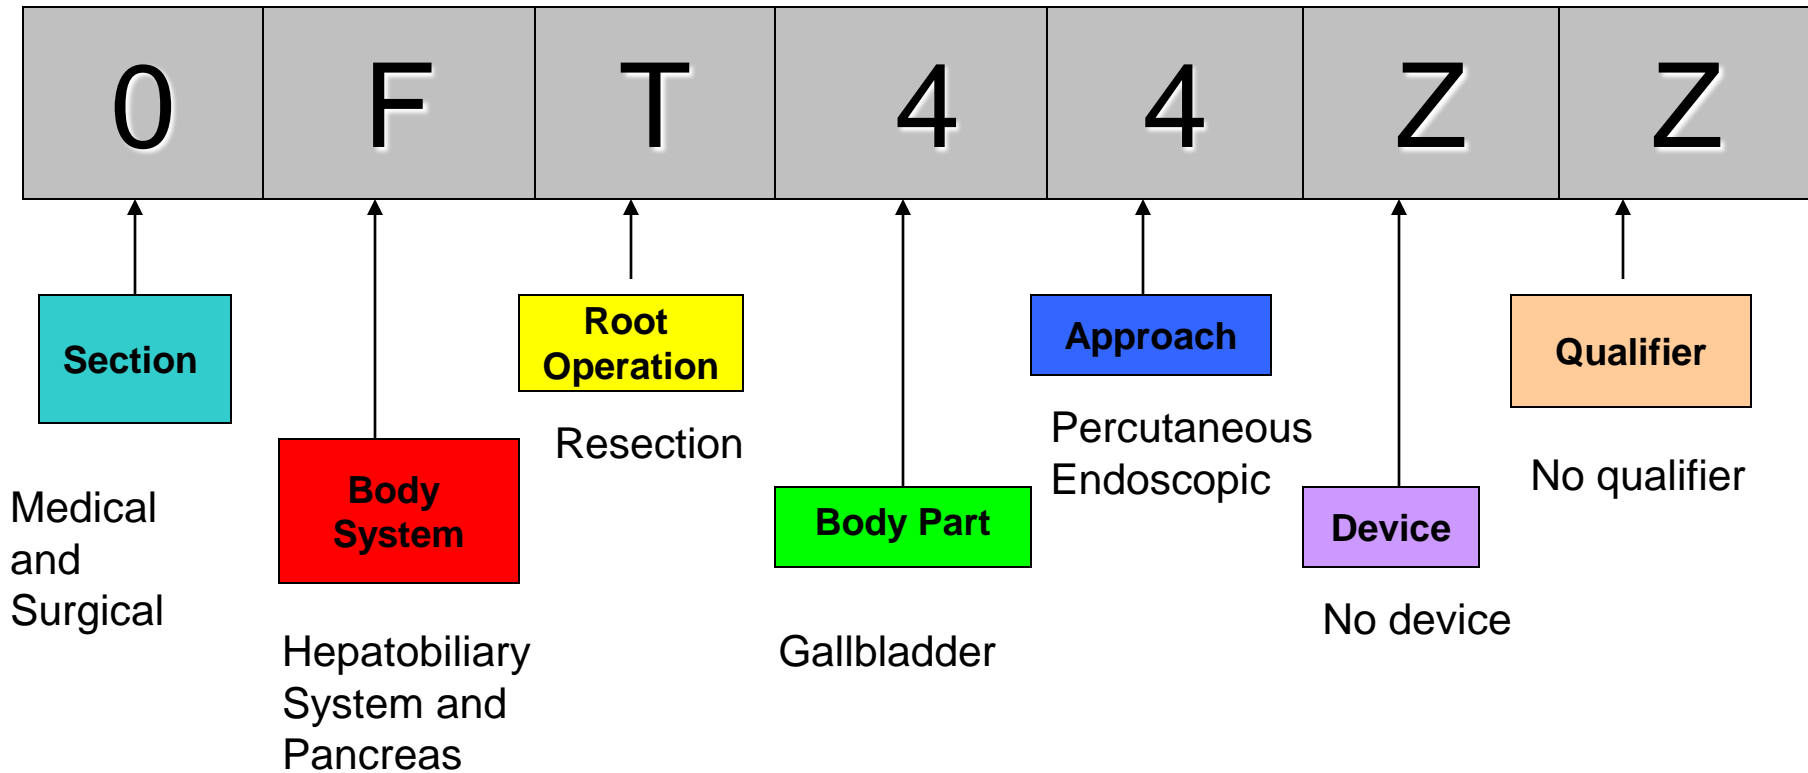 0 F T 4 4 Z Z
Section
Medical
and
Surgical
Body
System
Hepatobiliary
System and
Pancreas
Root
Operation
Resection
Body Part
Gallbladder
Approach
Percutaneous
Endoscopic
Device
No device
Qualifier
No qualifier